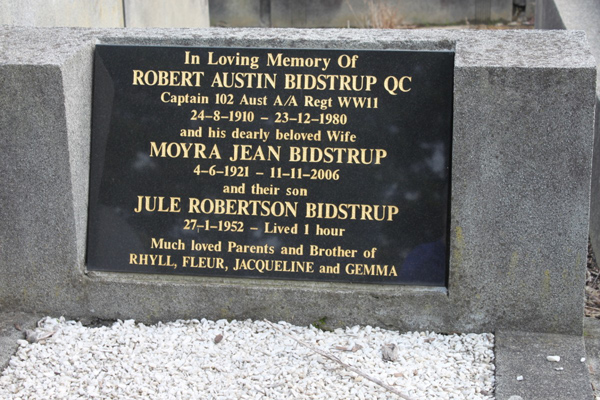 In Loving Memory Of
ROBERT AUSTIN BIDSTRUP QC
Captain 102 Aust A/A Regt WW11
24-8-1910 - 23-12-1980
and his dearly beloved Wife
MOYRA JEAN BIDSTRUP
4-6-1921 - 11-11-2006
and their son
JULE ROBERTSON BIDSTRUP
27-1-1952 - Lived 1 hour
Much loved Parents and Brother of
RHYLL, FLEUR, JACQUELINE and GEMMA